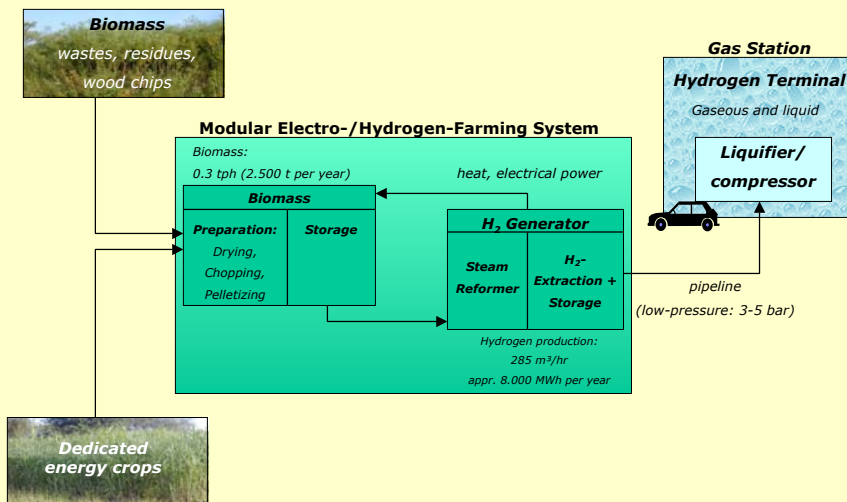 Biomass
wastes, residues,
wood chips
Gas Station
Hydrogen Terminal
Gaseous and liquid
Liquifier/
compressor
Modular Electro-/Hydrogen-Farming System
Biomass:
0.3 tph (2.500 t per year)
heat, electrical power
Biomass
Preparation:
Drying,
Chopping,
Pelletizing
Storage
H₂ Generator
Steam
Reformer
H₂-
Extraction +
Storage
pipeline
(low-pressure: 3-5 bar)
Hydrogen production:
285 m³/hr
appr. 8.000 MWh per year
Dedicated
energy crops